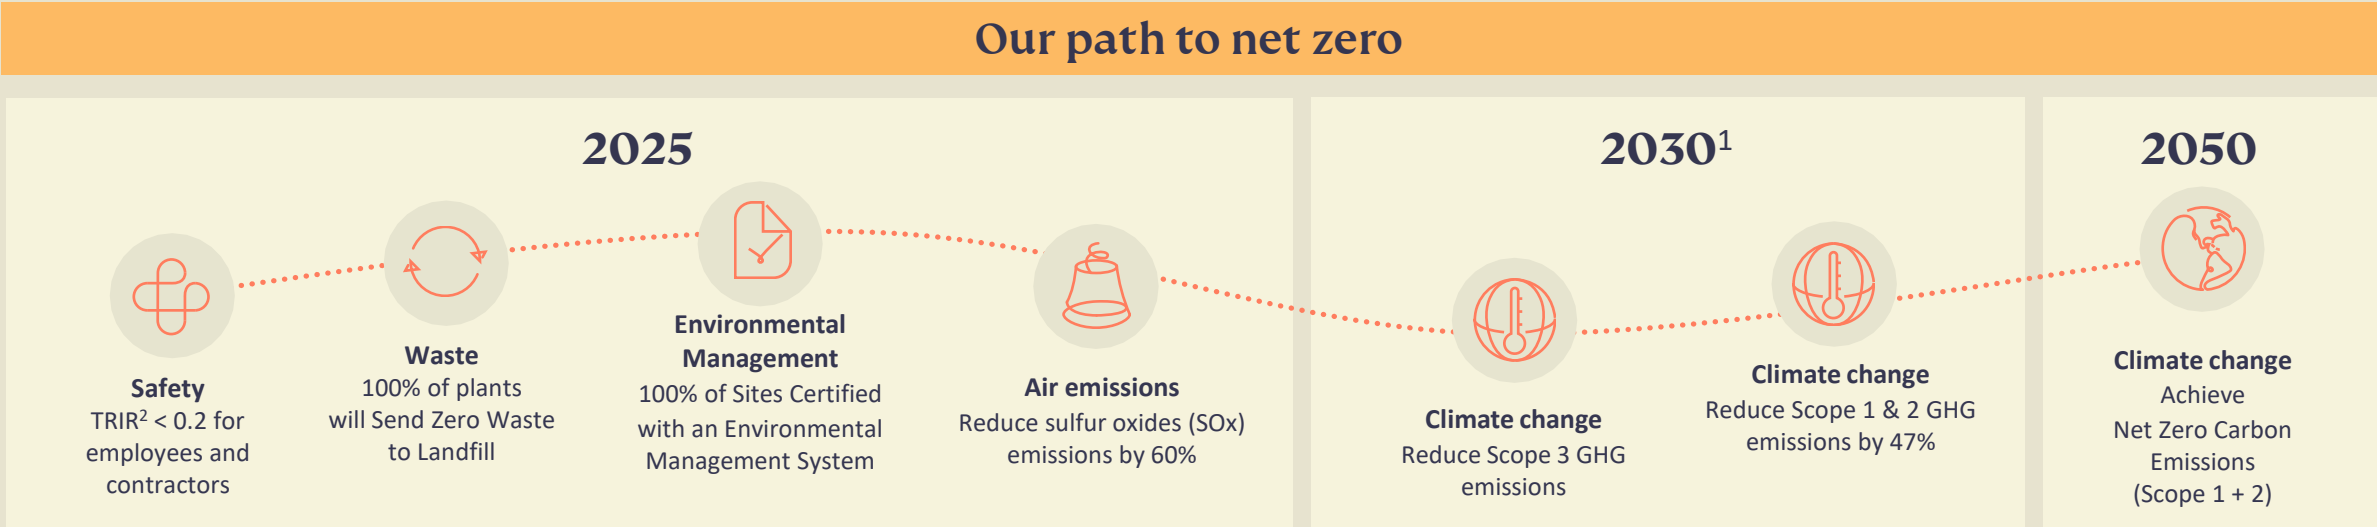 Our path to net zero
2025
Safety
TRIR² < 0.2 for
employees and
contractors
Waste
100% of plants
will Send Zero Waste
to Landfill
Environmental
Management
100% of Sites Certified
with an Environmental
Management System
Air emissions
Reduce sulfur oxides (SOx)
emissions by 60%
2030¹
Climate change
Reduce Scope 3 GHG
emissions
Climate change
Reduce Scope 1 & 2 GHG
emissions by 47%
2050
Climate change
Achieve
Net Zero Carbon
Emissions
(Scope 1 + 2)